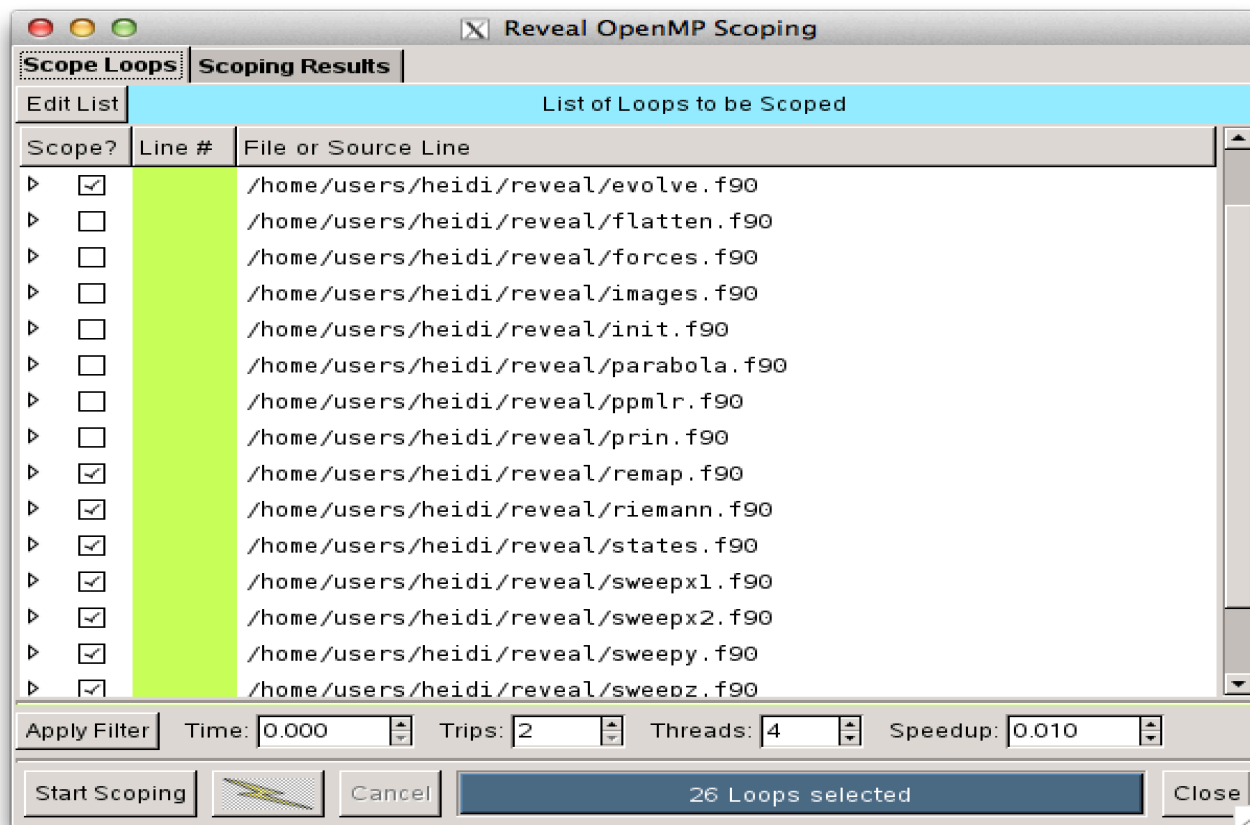 Reveal OpenMP Scoping
Scope Loops Scoping Results
Edit List List of Loops to be Scoped
Scope? Line # File or Source Line
/home/users/heidi/reveal/evolve.f90
/home/users/heidi/reveal/flatten.f90
/home/users/heidi/reveal/forces.f90
/home/users/heidi/reveal/images.f90
/home/users/heidi/reveal/init.f90
/home/users/heidi/reveal/parabola.f90
/home/users/heidi/reveal/ppmlr.f90
/home/users/heidi/reveal/prin.f90
/home/users/heidi/reveal/remap.f90
/home/users/heidi/reveal/riemann.f90
/home/users/heidi/reveal/states.f90
/home/users/heidi/reveal/sweepx1.f90
/home/users/heidi/reveal/sweepx2.f90
/home/users/heidi/reveal/sweepy.f90
/home/users/heidi/reveal/sweepz.f90
Apply Filter Time: 0.000 Trips: 2 Threads: 4 Speedup: 0.010
Start Scoping Cancel 26 Loops selected Close